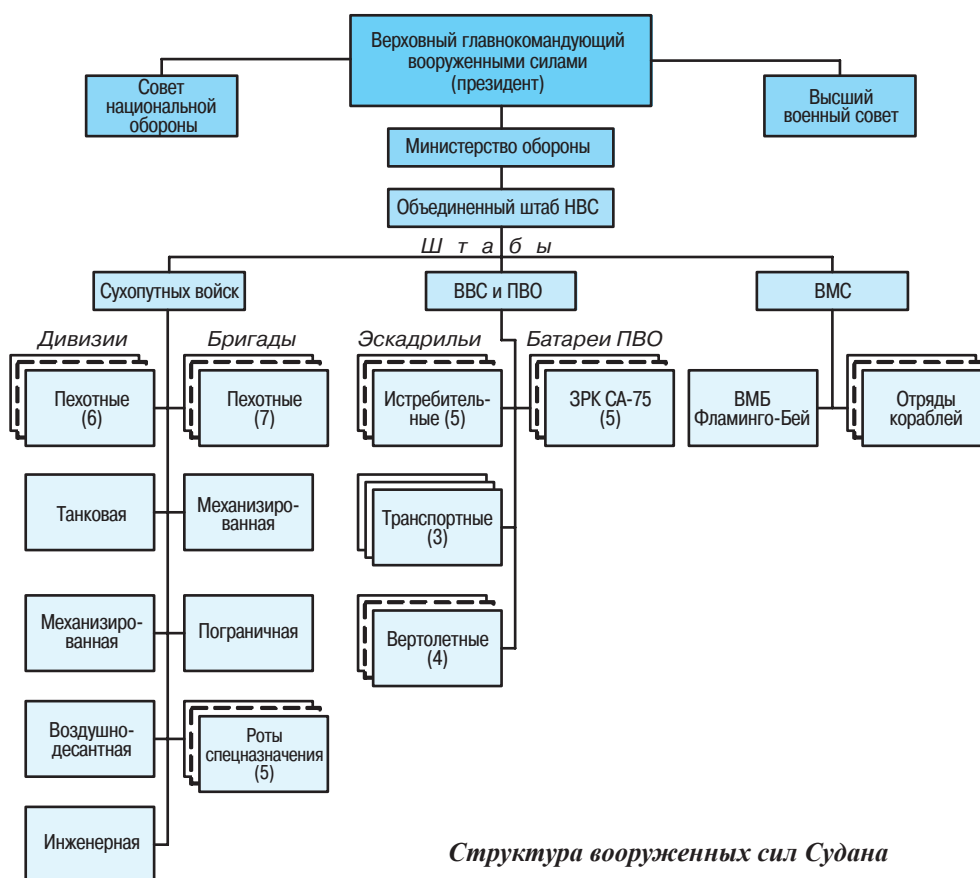 Верховный главнокомандующий
вооруженными силами
(президент)
Совет
национальной
обороны
Высший
военный совет
Министерство обороны
Объединенный штаб НВС
Штабы
Сухопутных войск
ВВС и ПВО
ВМС
Дивизии
Бригады
Эскадрильи
Батареи ПВО
Пехотные
(6)
Пехотные
(7)
Истребитель-
ные (5)
ЗРК СА-75
(5)
ВМБ
Фламинго-Бей
Отряды
кораблей
Танковая
Механизиро-
ванная
Транспортные
(3)
Механизиро-
ванная
Пограничная
Вертолетные
(4)
Воздушно-
десантная
Роты
спецназначения
(5)
Инженерная
Структура вооруженных сил Судана